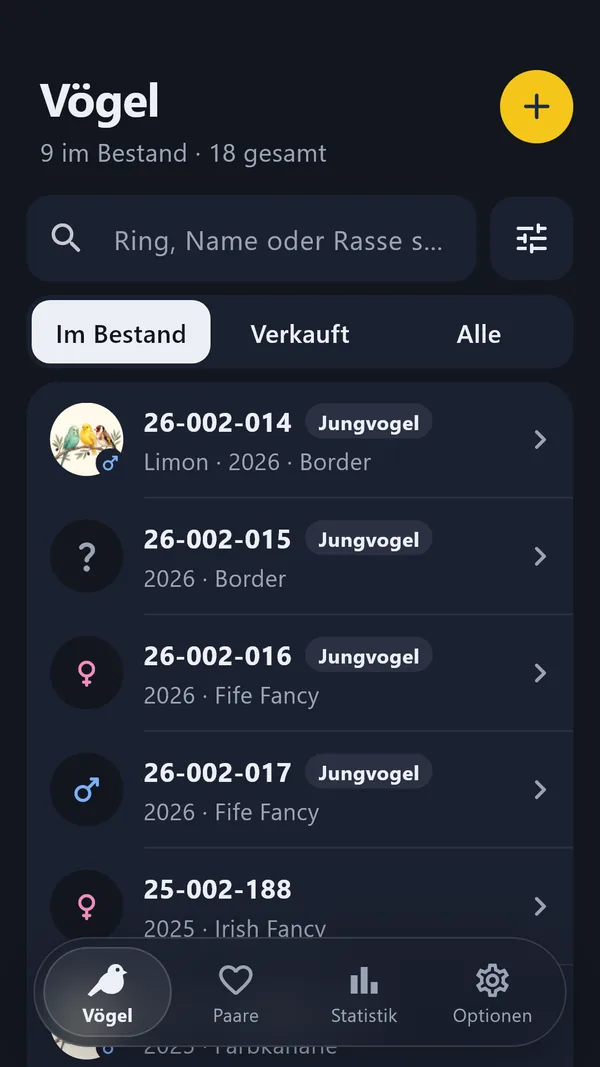 Vögel
9 im Bestand · 18 gesamt
Ring, Name oder Rasse s...
Im Bestand
Verkauft
Alle
26-002-014 Jungvogel
Limon · 2026 · Border
26-002-015 Jungvogel
2026 · Border
26-002-016 Jungvogel
2026 · Fife Fancy
26-002-017 Jungvogel
2026 · Fife Fancy
25-002-188
2025 · Irish Fancy
Vögel
Paare
Statistik
Optionen